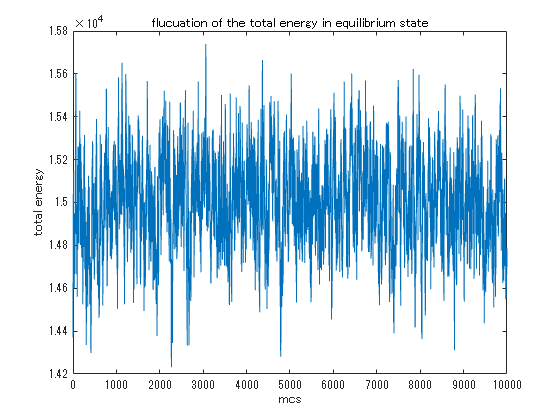 flucuation of the total energy in equilibrium state
×10⁴
1.58
1.56
1.54
1.52
1.5
1.48
1.46
1.44
1.42
total energy
0 1000 2000 3000 4000 5000 6000 7000 8000 9000 10000
mcs